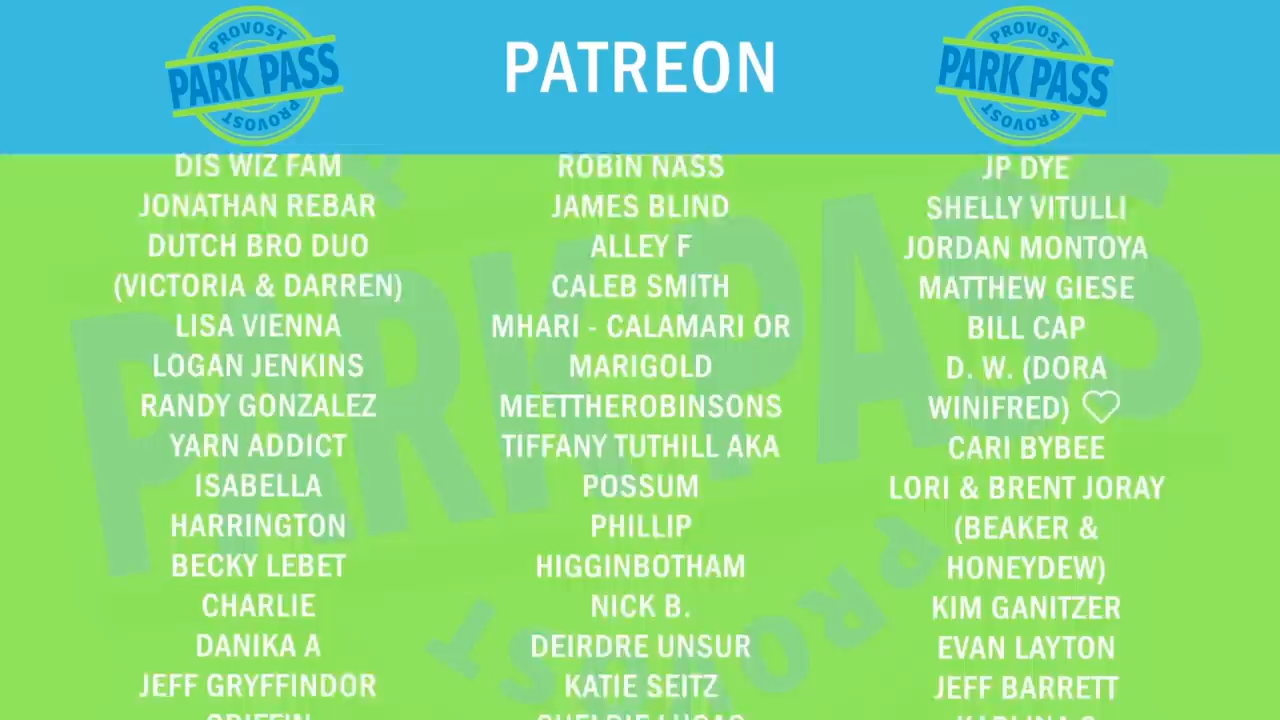 PROVOST
PARK PASS
PROVOST
PATREON
PROVOST
PARK PASS
PROVOST
DIS WIZ FAM
JONATHAN REBAR
DUTCH BRO DUO
(VICTORIA & DARREN)
LISA VIENNA
LOGAN JENKINS
RANDY GONZALEZ
YARN ADDICT
ISABELLA
HARRINGTON
BECKY LEBET
CHARLIE
DANIKA A
JEFF GRYFFINDOR
GRIFFIN
ROBIN NASS
JAMES BLIND
ALLEY F
CALEB SMITH
MHARI - CALAMARI OR
MARIGOLD
MEETTHEROBINSONS
TIFFANY TUTHILL AKA
POSSUM
PHILLIP
HIGGINBOTHAM
NICK B.
DEIRDRE UNSUR
KATIE SEITZ
JP DYE
SHELLY VITULLI
JORDAN MONTOYA
MATTHEW GIESE
BILL CAP
D. W. (DORA
WINIFRED) ♡
CARI BYBEE
LORI & BRENT JORAY
(BEAKER &
HONEYDEW)
KIM GANITZER
EVAN LAYTON
JEFF BARRETT
PARK PASS
PROVOST